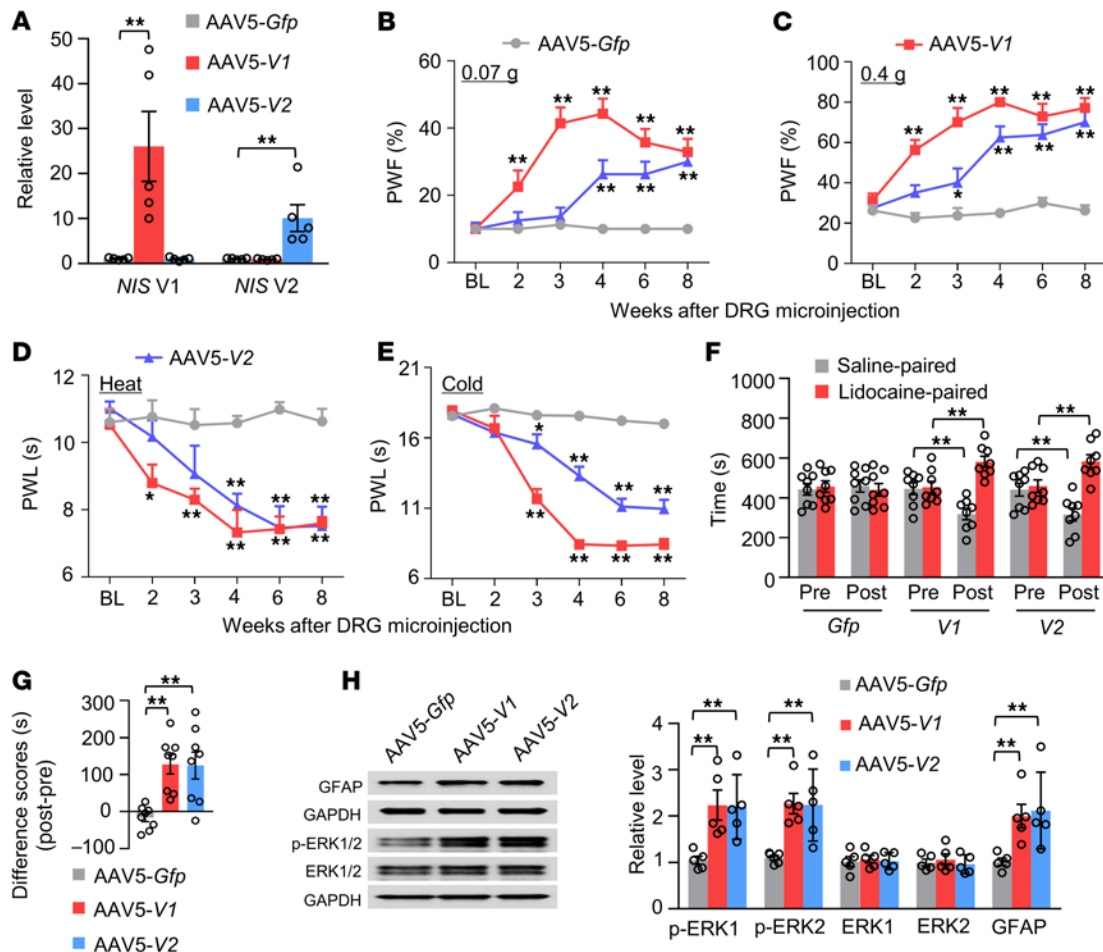 A
**
AAV5-Gfp
AAV5-V1
AAV5-V2
**
Relative level
50
40
30
20
10
0
NIS V1
NIS V2
B
AAV5-Gfp
0.07 g
PWF (%)
60
40
20
0
** ** ** ** **
** ** **
BL 2 3 4 6 8
C
AAV5-V1
0.4 g
PWF (%)
100
80
60
40
20
0
** ** ** ** **
* ** ** **
BL 2 3 4 6 8
Weeks after DRG microinjection
D
AAV5-V2
Heat
PWL (s)
11
10
8
6
** ** **
* ** ** ** **
BL 2 3 4 6 8
E
Cold
PWL (s)
21
16
11
6
* ** ** **
** ** ** **
BL 2 3 4 6 8
Weeks after DRG microinjection
F
Saline-paired
Lidocaine-paired
Time (s)
1000
800
600
400
200
0
** ** ** **
Pre Post Pre Post Pre Post
Gfp V1 V2
G
Difference scores (s)
(post-pre)
300
200
100
0
–100
**
**
AAV5-Gfp
AAV5-V1
AAV5-V2
H
AAV5-Gfp AAV5-V1 AAV5-V2
GFAP
GAPDH
p-ERK1/2
ERK1/2
GAPDH
AAV5-Gfp
AAV5-V1
AAV5-V2
Relative level
4
3
2
1
0
** ** **
** ** **
p-ERK1 p-ERK2 ERK1 ERK2 GFAP